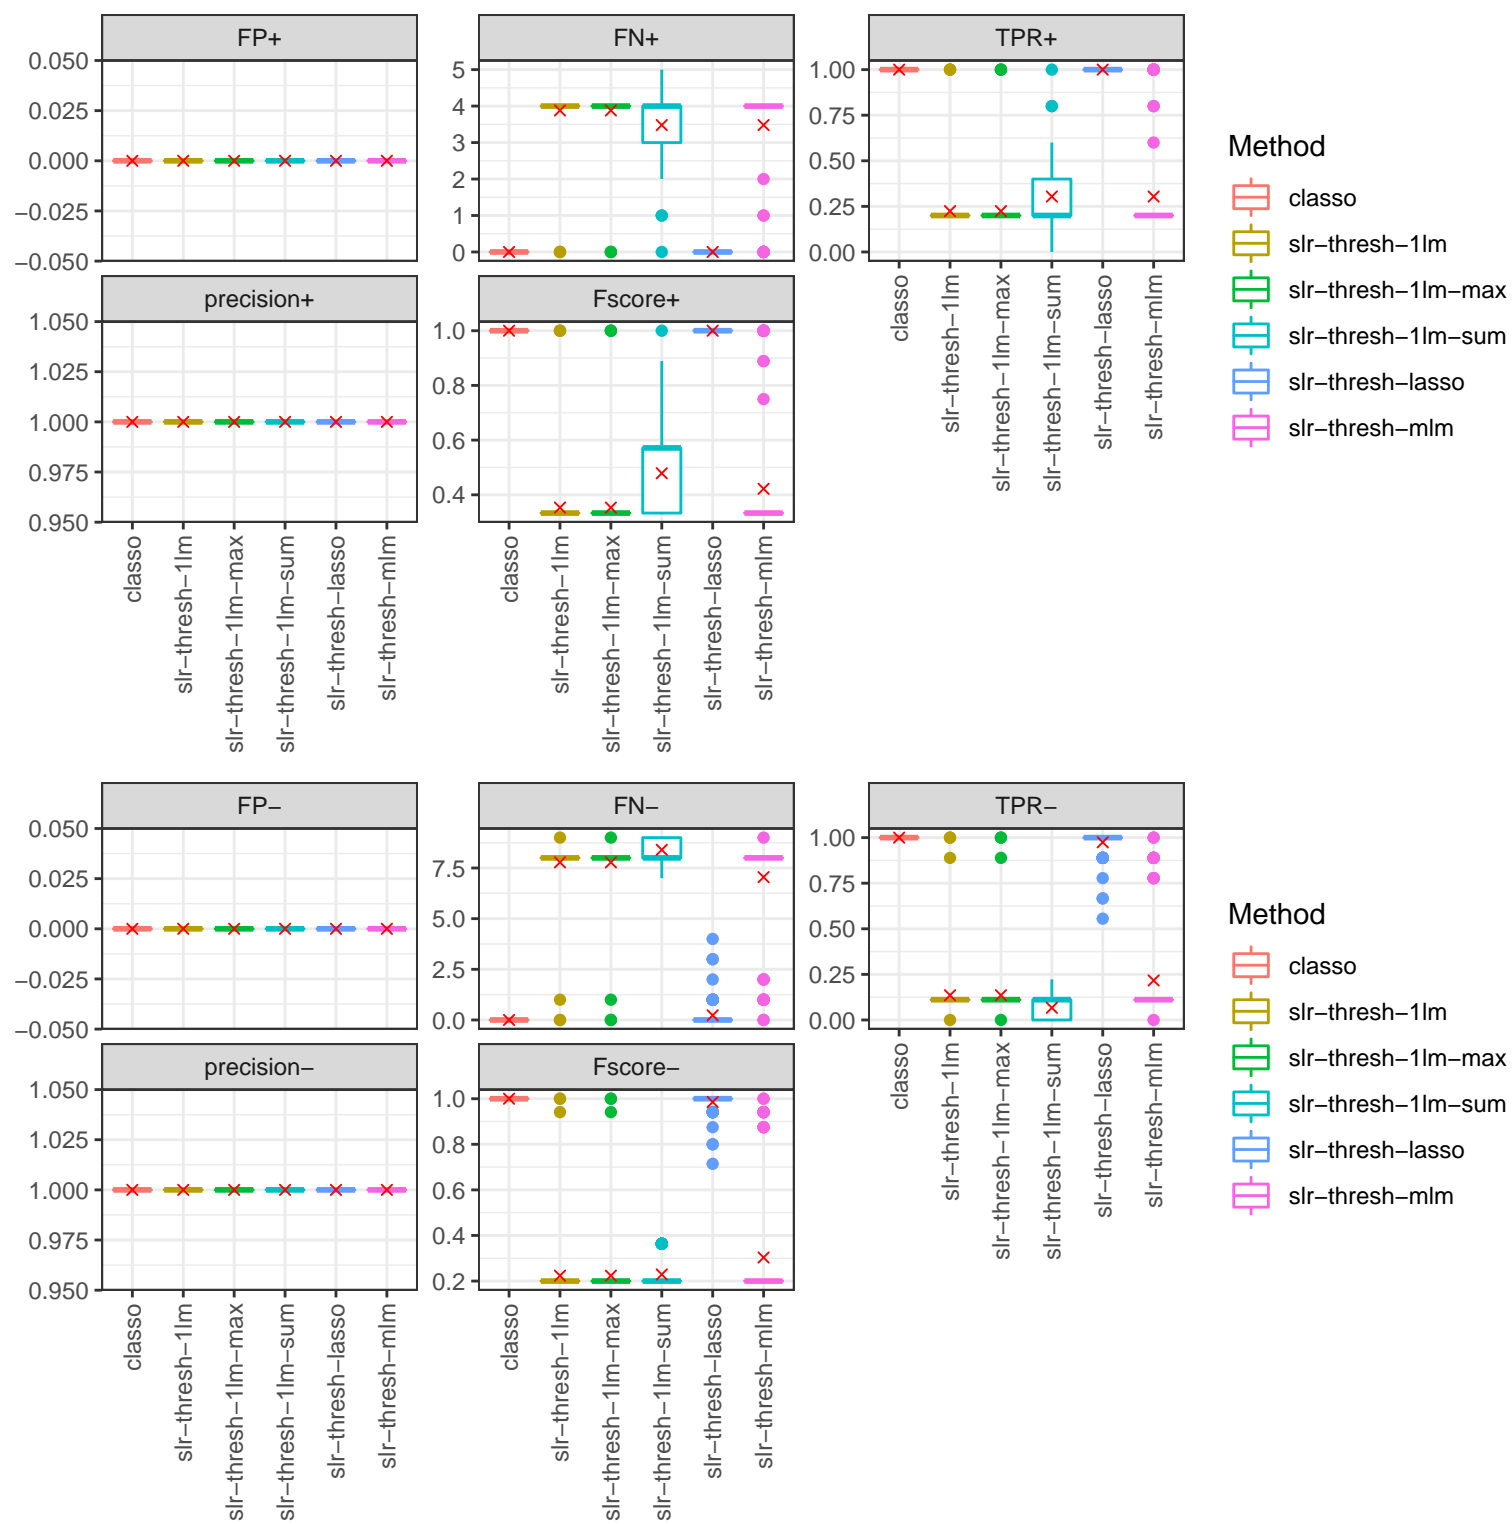 FP+
FN+
TPR+
0.050
0.025
0.000
−0.025
−0.050
5
4
3
2
1
0
1.00
0.75
0.50
0.25
0.00
classo
slr−thresh−1lm
slr−thresh−1lm−max
slr−thresh−1lm−sum
slr−thresh−lasso
slr−thresh−mlm
Method
classo
slr−thresh−1lm
slr−thresh−1lm−max
slr−thresh−1lm−sum
slr−thresh−lasso
slr−thresh−mlm
precision+
Fscore+
1.050
1.025
1.000
0.975
0.950
1.0
0.8
0.6
0.4
classo
slr−thresh−1lm
slr−thresh−1lm−max
slr−thresh−1lm−sum
slr−thresh−lasso
slr−thresh−mlm
classo
slr−thresh−1lm
slr−thresh−1lm−max
slr−thresh−1lm−sum
slr−thresh−lasso
slr−thresh−mlm
FP−
FN−
TPR−
0.050
0.025
0.000
−0.025
−0.050
7.5
5.0
2.5
0.0
1.00
0.75
0.50
0.25
0.00
classo
slr−thresh−1lm
slr−thresh−1lm−max
slr−thresh−1lm−sum
slr−thresh−lasso
slr−thresh−mlm
Method
classo
slr−thresh−1lm
slr−thresh−1lm−max
slr−thresh−1lm−sum
slr−thresh−lasso
slr−thresh−mlm
precision−
Fscore−
1.050
1.025
1.000
0.975
0.950
1.0
0.8
0.6
0.4
0.2
classo
slr−thresh−1lm
slr−thresh−1lm−max
slr−thresh−1lm−sum
slr−thresh−lasso
slr−thresh−mlm
classo
slr−thresh−1lm
slr−thresh−1lm−max
slr−thresh−1lm−sum
slr−thresh−lasso
slr−thresh−mlm